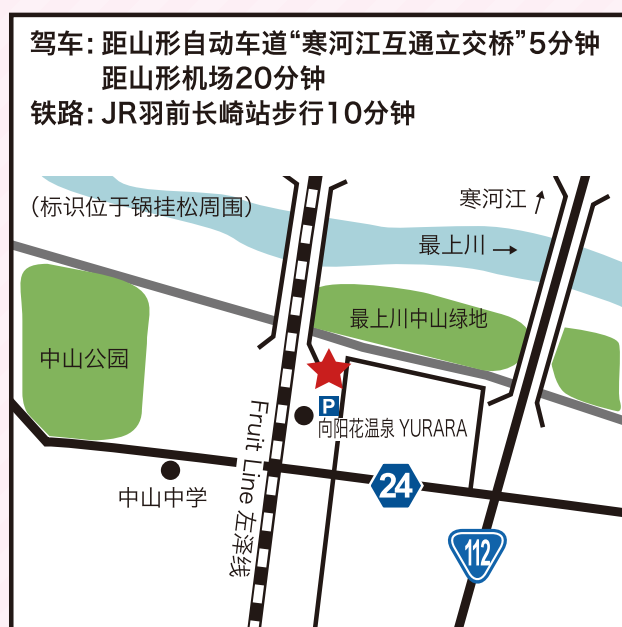 驾车：距山形自动车道“寒河江互通立交桥”5分钟
距山形机场20分钟
铁路：JR羽前长崎站步行10分钟
（标识位于锅挂松周围）
寒河江
最上川
最上川中山绿地
中山公园
P
向阳花温泉 YURARA
Fruit Line 左泽线
24
中山中学
112